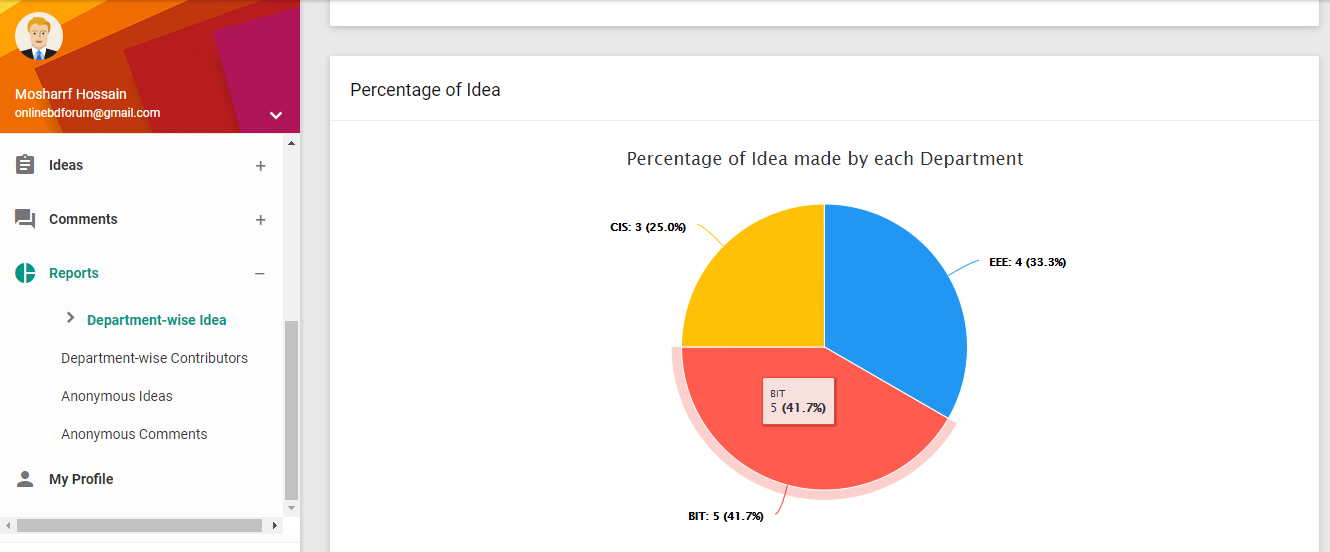 Mosharrf Hossain
onlinebdforum@gmail.com
Ideas
Comments
Reports
Department-wise Idea
Department-wise Contributors
Anonymous Ideas
Anonymous Comments
My Profile
Percentage of Idea
Percentage of Idea made by each Department
CIS: 3 (25.0%)
EEE: 4 (33.3%)
BIT
5 (41.7%)
BIT: 5 (41.7%)